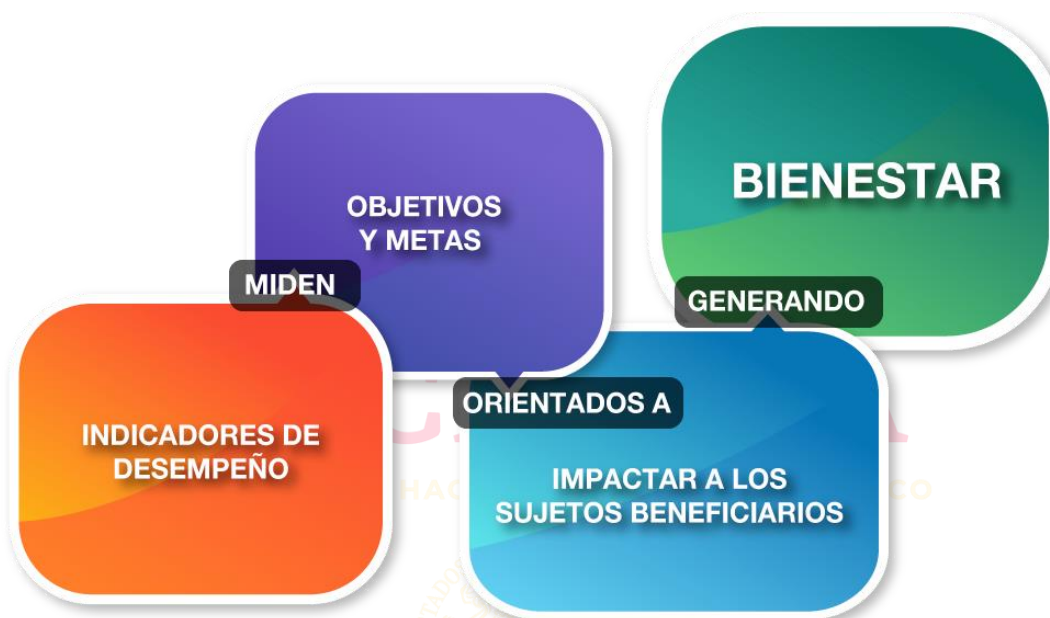 INDICADORES DE
DESEMPEÑO
MIDEN
OBJETIVOS
Y METAS
ORIENTADOS A
IMPACTAR A LOS
SUJETOS BENEFICIARIOS
GENERANDO
BIENESTAR